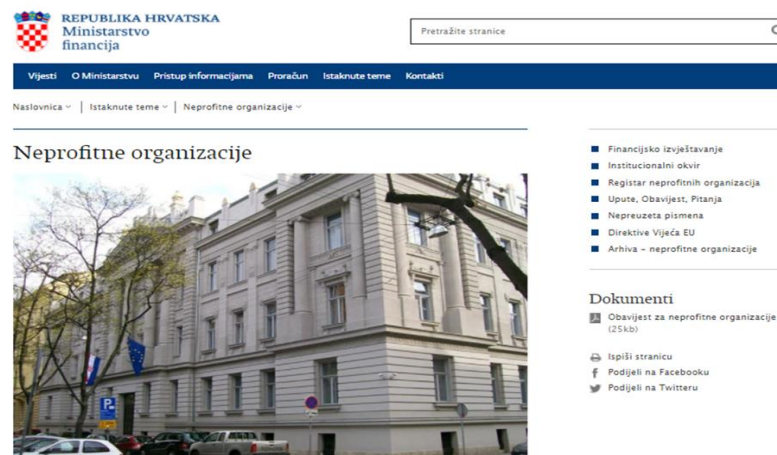 REPUBLIKA HRVATSKA
Ministarstvo
financija
Pretražite stranice
Vijesti O Ministarstvu Pristup informacijama Proračun Istaknute teme Kontakti
Naslovnica | Istaknute teme | Neprofitne organizacije
Neprofitne organizacije
P
Financijsko izvještavanje
Institucionalni okvir
Registar neprofitnih organizacija
Upute, Obavijest, Pitanja
Nepreuzeta pismena
Direktive Vijeća EU
Arhiva – neprofitne organizacije
Dokumenti
Obavijest za neprofitne organizacije
(25kb)
Ispiši stranicu
Podijeli na Facebooku
Podijeli na Twitteru